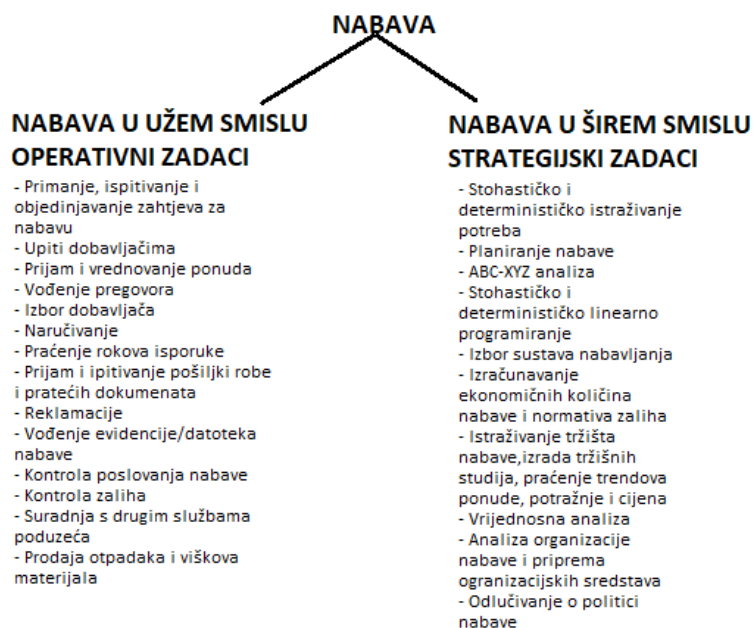 NABAVA
NABAVA U UŽEM SMISLU
OPERATIVNI ZADACI
- Primanje, ispitivanje i
objedinjavanje zahtjeva za
nabavu
- Upiti dobavljačima
- Prijam i vrednovanje ponuda
- Vođenje pregovora
- Izbor dobavljača
- Naručivanje
- Praćenje rokova isporuke
- Prijam i ipitivanje pošiljki robe
i pratećih dokumenata
- Reklamacije
- Vođenje evidencije/datoteka
nabave
- Kontrola poslovanja nabave
- Kontrola zaliha
- Suradnja s drugim službama
poduzeća
- Prodaja otpadaka i viškova
materijala
NABAVA U ŠIREM SMISLU
STRATEGIJSKI ZADACI
- Stohastičko i
determinističko istraživanje
potreba
- Planiranje nabave
- ABC-XYZ analiza
- Stohastičko i
determinističko linearno
programiranje
- Izbor sustava nabavljanja
- Izračunavanje
ekonomičnih količina
nabave i normativa zaliha
- Istraživanje tržišta
nabave,izrada tržišnih
studija, praćenje trendova
ponude, potražnje i cijena
- Vrijednosna analiza
- Analiza organizacije
nabave i priprema
ogranizacijskih sredstava
- Odlučivanje o politici
nabave